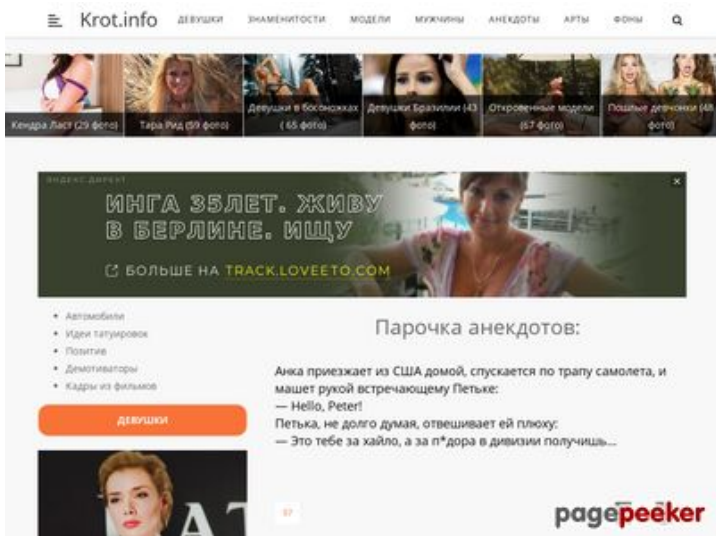 Krot.info
ДЕВУШКИ ЗНАМЕНИТОСТИ МОДЕЛИ МУЖЧИНЫ АНЕКДОТЫ АРТЫ ФОНЫ
Кендра Ласт (29 фото)
Тара Рид (59 фото)
Девушки в босоножках
( 65 фото)
Девушки Бразилии (43
фото)
Откровенные модели
(67 фото)
Пошлые девчонки (48
фото)
ЯНДЕКС.ДИРЕКТ
ИНГА 35ЛЕТ. ЖИВУ
В БЕРЛИНЕ. ИЩУ
БОЛЬШЕ НА TRACK.LOVEETO.COM
Автомобили
Идеи татуировок
Позитив
Демотиваторы
Кадры из фильмов
ДЕВУШКИ
Парочка анекдотов:
Анка приезжает из США домой, спускается по трапу самолета, и
машет рукой встречающему Петьке:
— Hello, Peter!
Петька, не долго думая, отвешивает ей плюху:
— Это тебе за хайло, а за п*дора в дивизии получишь...
pagepeeker